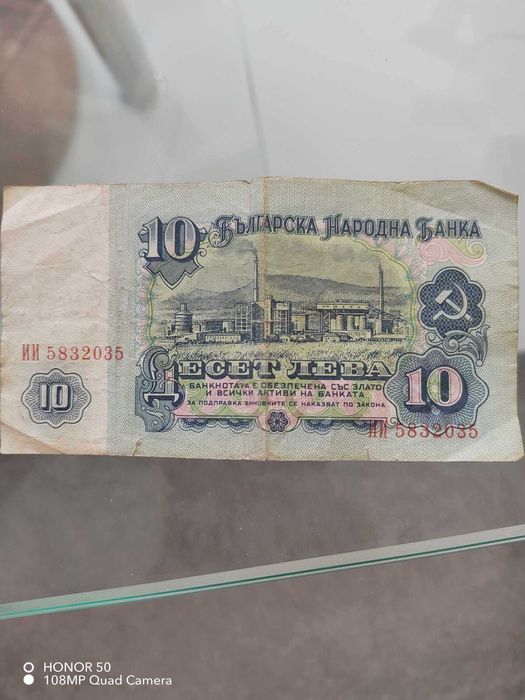 10 БЪЛГАРСКА НАРОДНА БАНКА
ИИ 5832035
ДЕСЕТ ЛЕВА
БАНКНОТАТА Е ОБЕЗПЕЧЕНА СЪС ЗЛАТО
И ВСИЧКИ АКТИВИ НА БАНКАТА
ЗА ПОДПРАВКА ВИНОВНИТЕ СЕ НАКАЗВАТ ПО ЗАКОНА
10
10
ИИ 5832035
HONOR 50
108MP Quad Camera